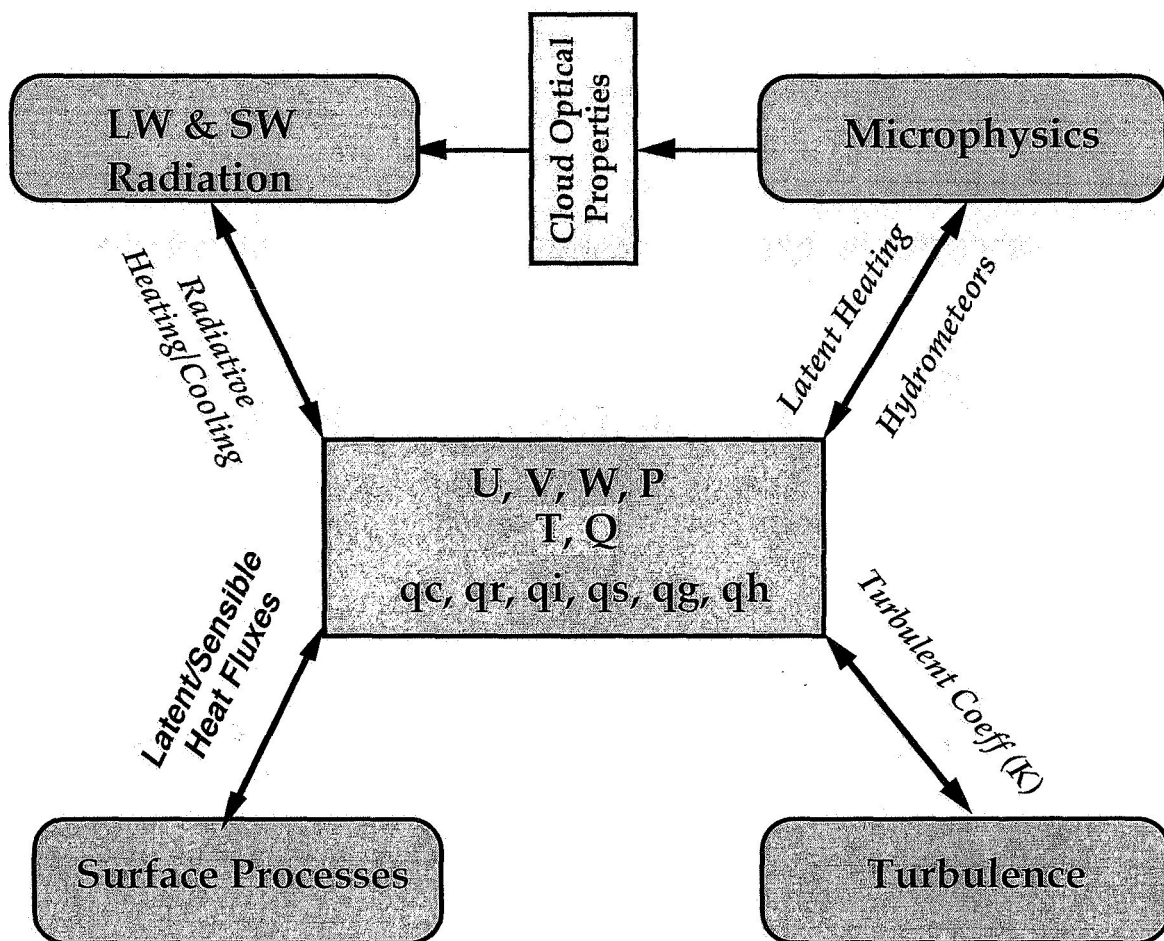 Cloud Optical
Properties
LW & SW
Radiation
Microphysics
Radiative
Heating/Cooling
Latent Heating
Hydrometeors
U, V, W, P
T, Q
qc, qr, qi, qs, qg, qh
Latent/Sensible
Heat Fluxes
Turbulent Coeff (K)
Surface Processes
Turbulence